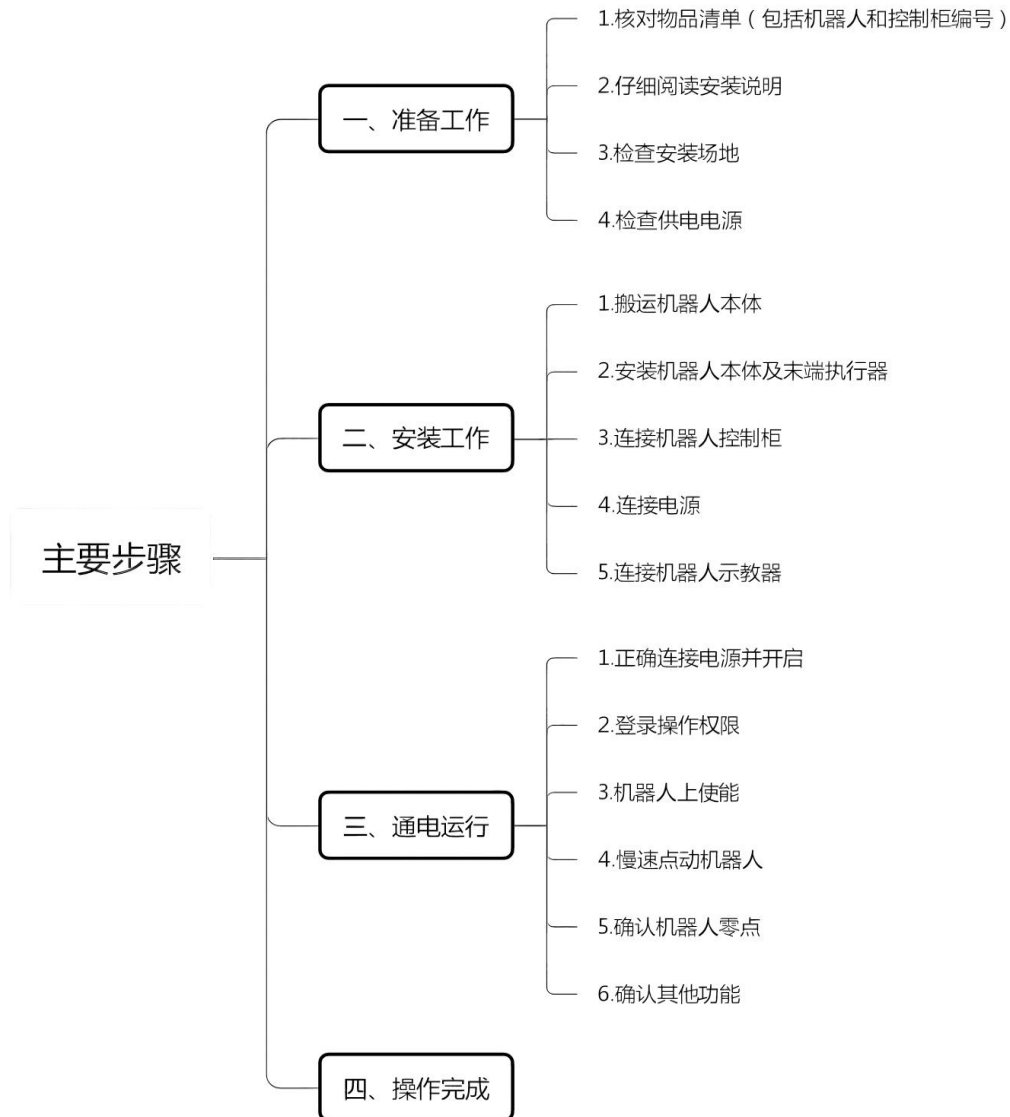 主要步骤
一、准备工作
1.核对物品清单（包括机器人和控制柜编号）
2.仔细阅读安装说明
3.检查安装场地
4.检查供电电源
二、安装工作
1.搬运机器人本体
2.安装机器人本体及末端执行器
3.连接机器人控制柜
4.连接电源
5.连接机器人示教器
三、通电运行
1.正确连接电源并开启
2.登录操作权限
3.机器人上使能
4.慢速点动机器人
5.确认机器人零点
6.确认其他功能
四、操作完成